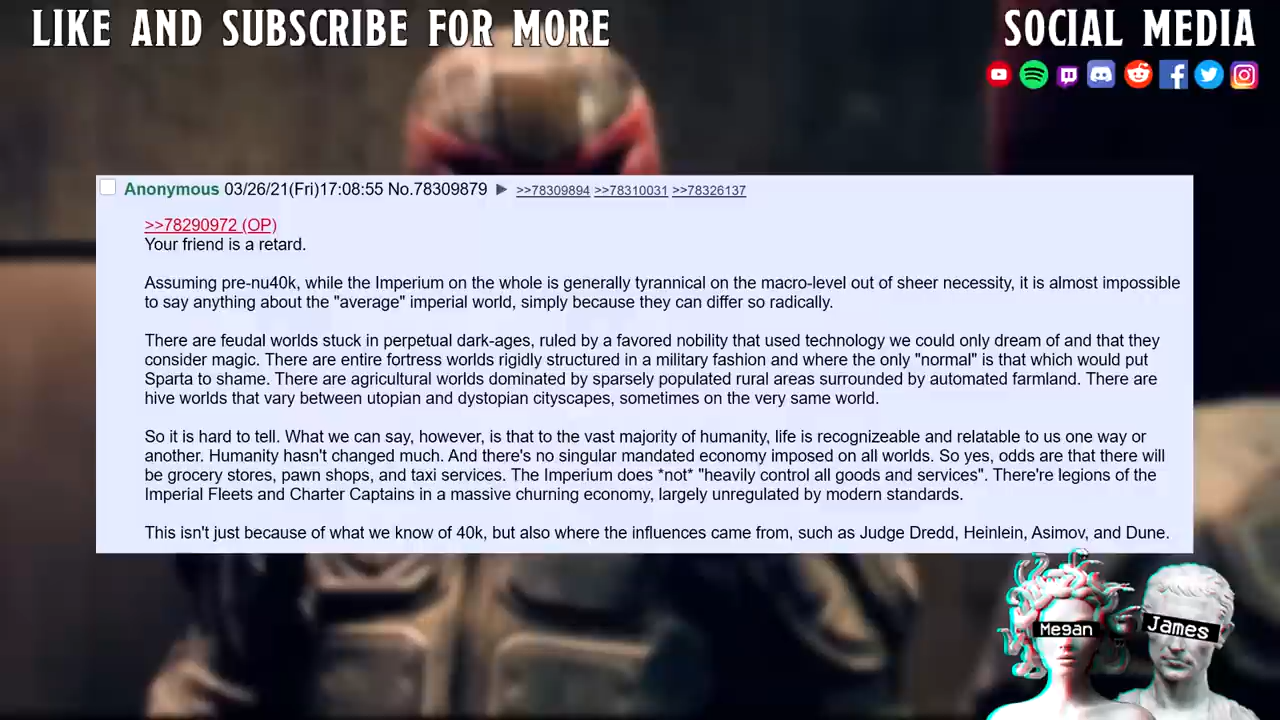 LIKE AND SUBSCRIBE FOR MORE
SOCIAL MEDIA
Anonymous 03/26/21(Fri)17:08:55 No.78309879 ▶ >>78309894 >>78310031 >>78326137
>>78290972 (OP)
Your friend is a retard.
Assuming pre-nu40k, while the Imperium on the whole is generally tyrannical on the macro-level out of sheer necessity, it is almost impossible
to say anything about the "average" imperial world, simply because they can differ so radically.
There are feudal worlds stuck in perpetual dark-ages, ruled by a favored nobility that used technology we could only dream of and that they
consider magic. There are entire fortress worlds rigidly structured in a military fashion and where the only "normal" is that which would put
Sparta to shame. There are agricultural worlds dominated by sparsely populated rural areas surrounded by automated farmland. There are
hive worlds that vary between utopian and dystopian cityscapes, sometimes on the very same world.
So it is hard to tell. What we can say, however, is that to the vast majority of humanity, life is recognizeable and relatable to us one way or
another. Humanity hasn't changed much. And there's no singular mandated economy imposed on all worlds. So yes, odds are that there will
be grocery stores, pawn shops, and taxi services. The Imperium does *not* "heavily control all goods and services". There're legions of the
Imperial Fleets and Charter Captains in a massive churning economy, largely unregulated by modern standards.
This isn't just because of what we know of 40k, but also where the influences came from, such as Judge Dredd, Heinlein, Asimov, and Dune.
Megan
James